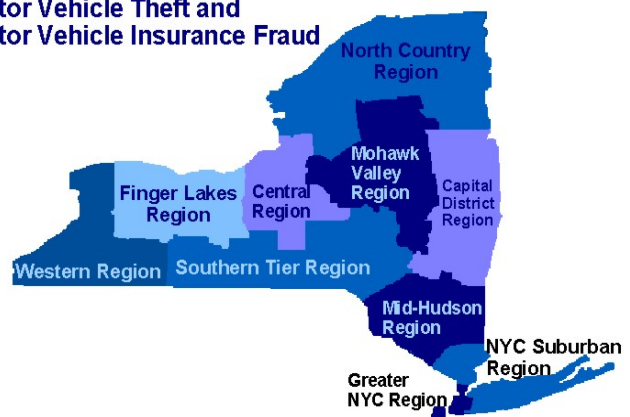 tor Vehicle Theft and
tor Vehicle Insurance Fraud
North Country
Region
Mohawk
Valley
Region
Capital
District
Region
Finger Lakes
Region
Central
Region
Western Region
Southern Tier Region
Mid-Hudson
Region
NYC Suburban
Region
Greater
NYC Region